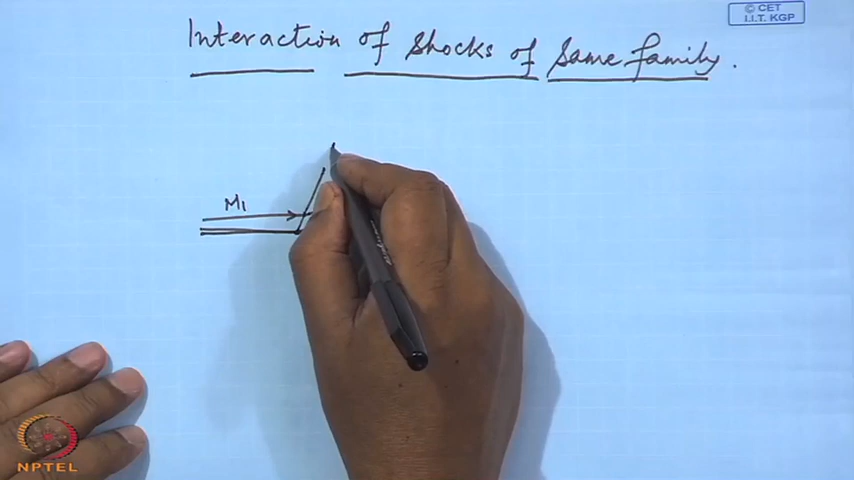 © CET
I.I.T. KGP
Interaction of Shocks of Same family.
M1
NPTEL